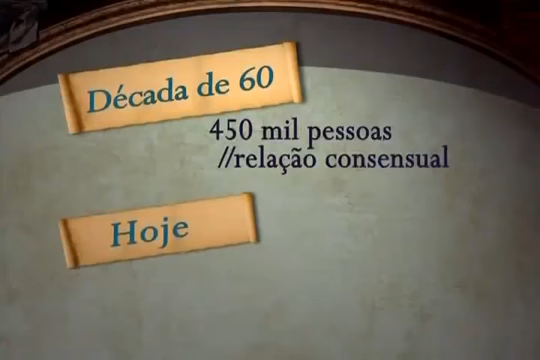 Década de 60
450 mil pessoas
//relação consensual
Hoje